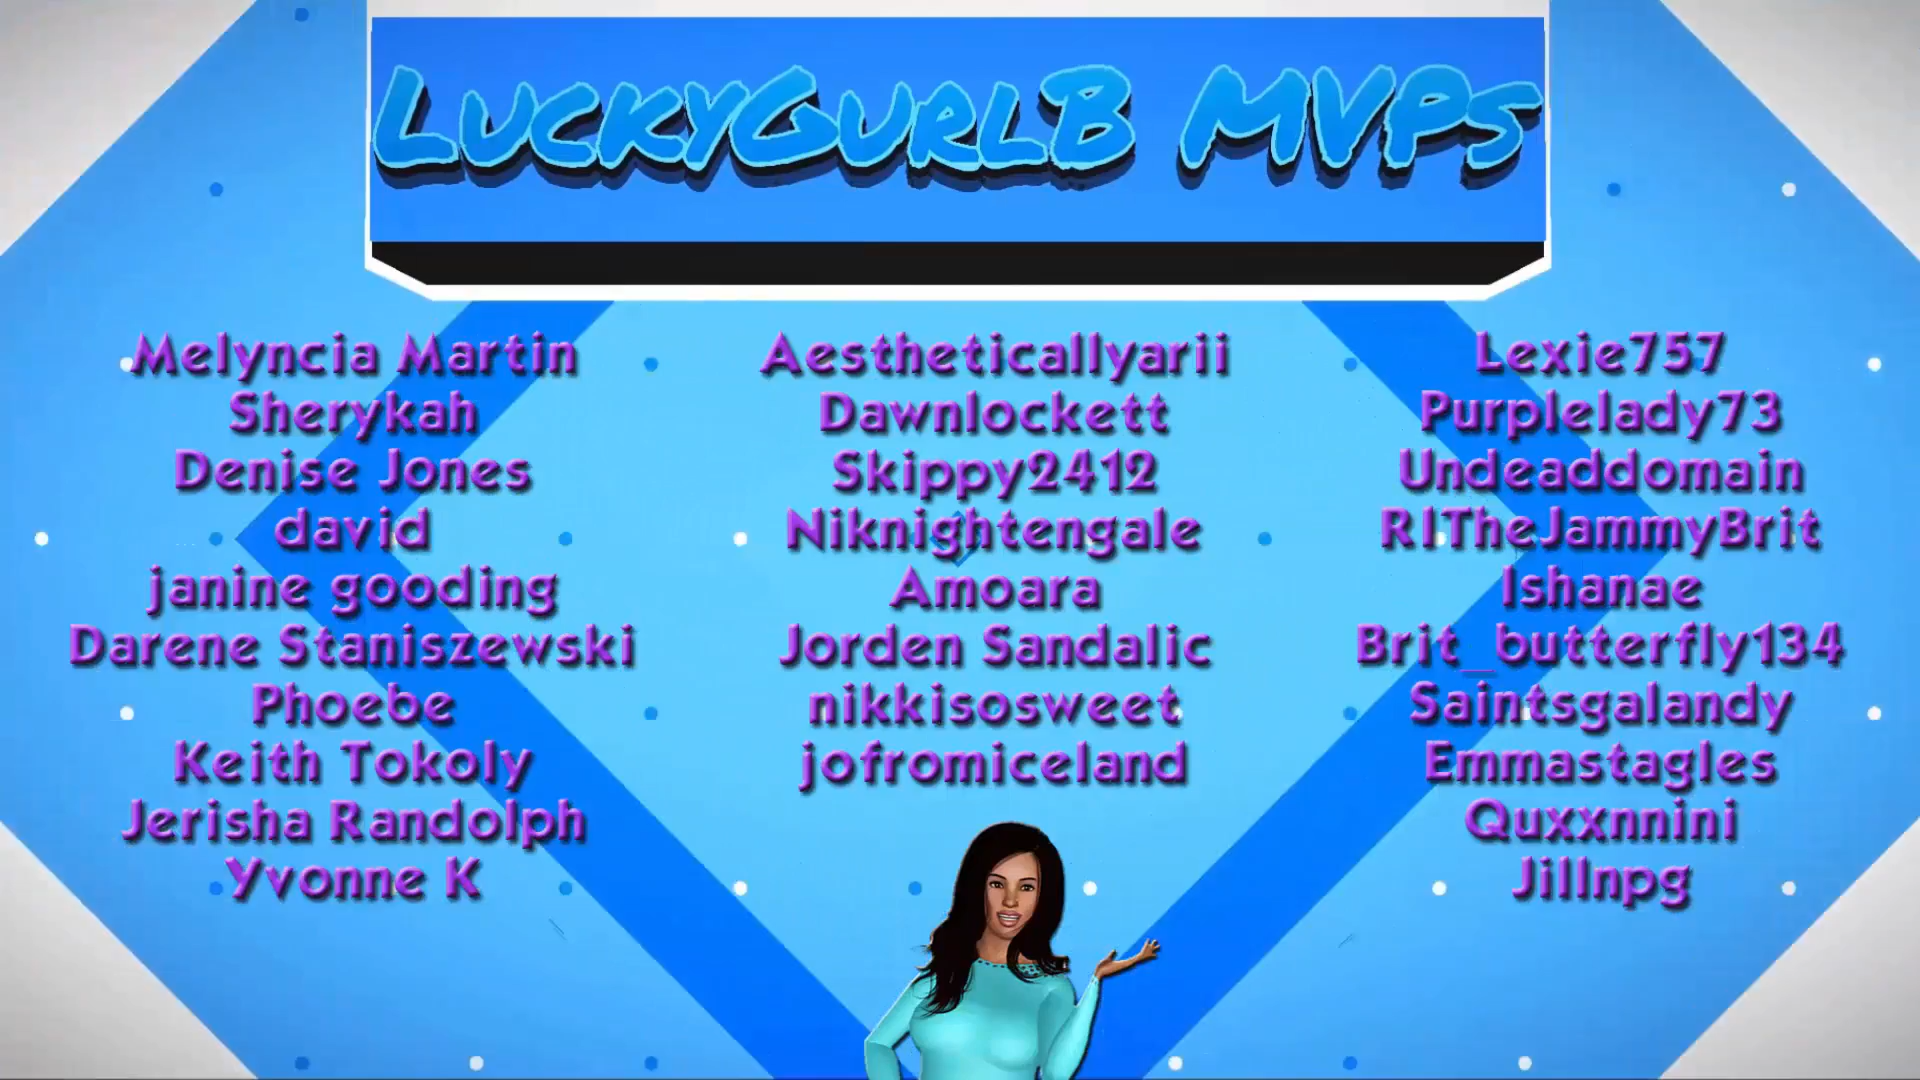 LuckyGurlB MVPs
Melyncia Martin
Sherykah
Denise Jones
david
janine gooding
Darene Staniszewski
Phoebe
Keith Tokoly
Jerisha Randolph
Yvonne K
Aestheticallyarii
Dawnlockett
Skippy2412
Niknightengale
Amoara
Jorden Sandalic
nikkisosweet
jofromiceland
Lexie757
Purplelady73
Undeaddomain
RITheJammyBrit
Ishanae
Brit_butterfly134
Saintsgalandy
Emmastagles
Quxxnnini
Jillnpg